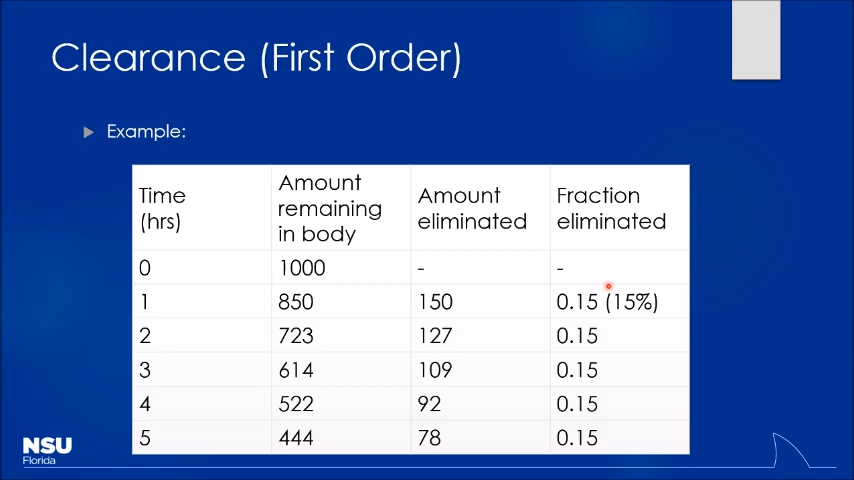 Clearance (First Order)
Example:
Time (hrs) Amount remaining in body Amount eliminated Fraction eliminated
0 1000 - -
1 850 150 0.15 (15%)
2 723 127 0.15
3 614 109 0.15
4 522 92 0.15
5 444 78 0.15
NSU
Florida